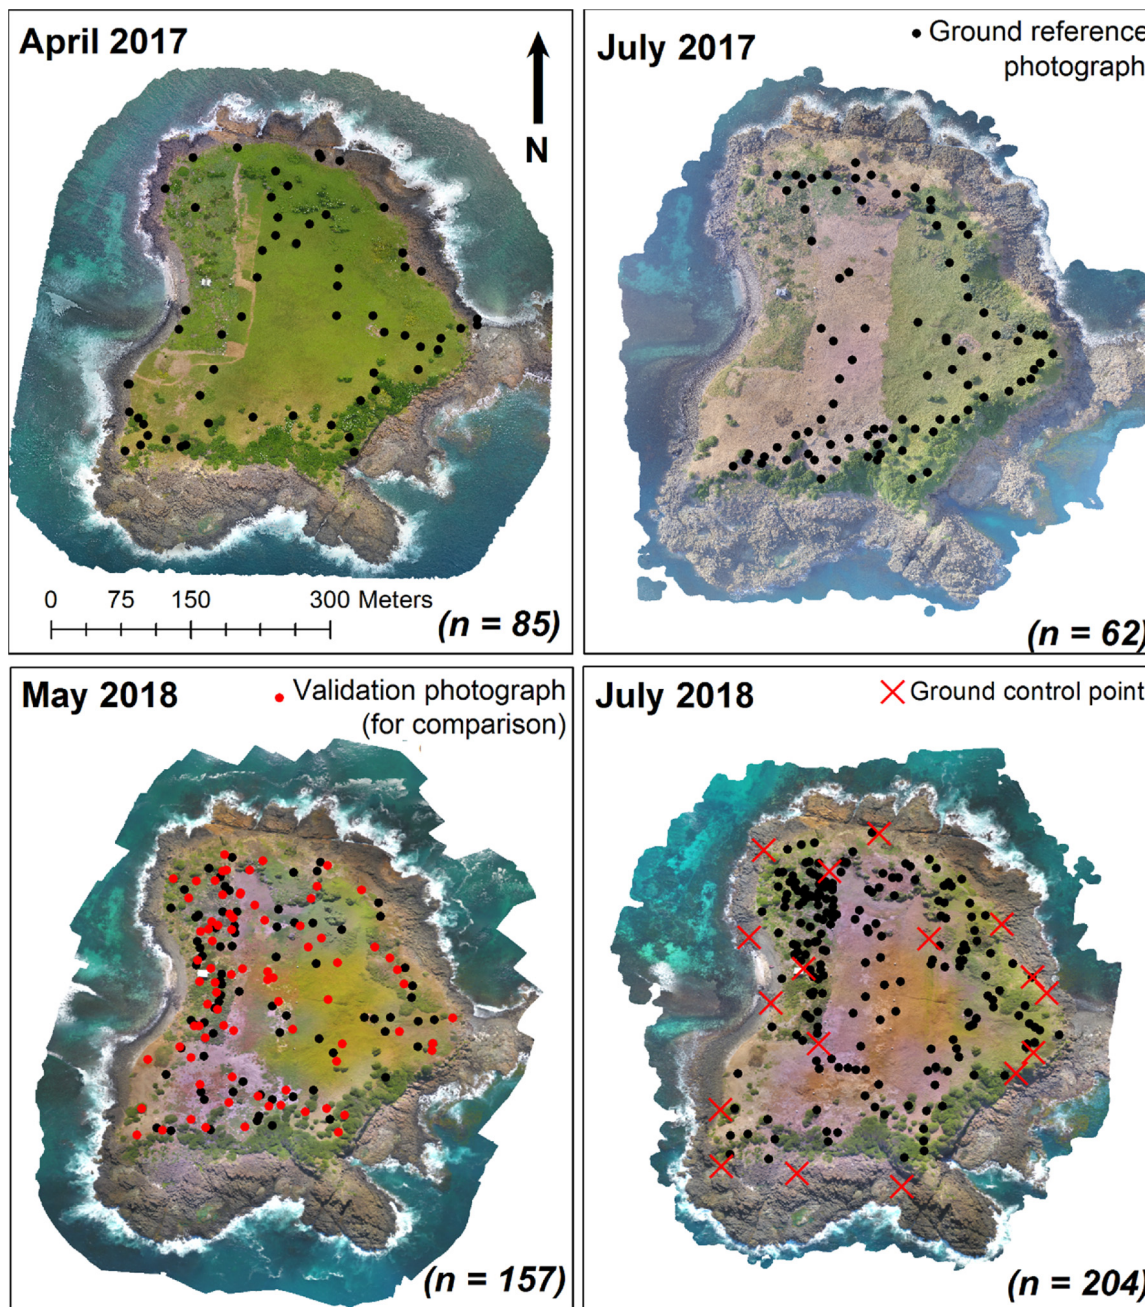 April 2017
N
0 75 150 300 Meters
(n = 85)
July 2017
Ground reference
photograph
(n = 62)
May 2018
Validation photograph
(for comparison)
(n = 157)
July 2018
Ground control point
(n = 204)